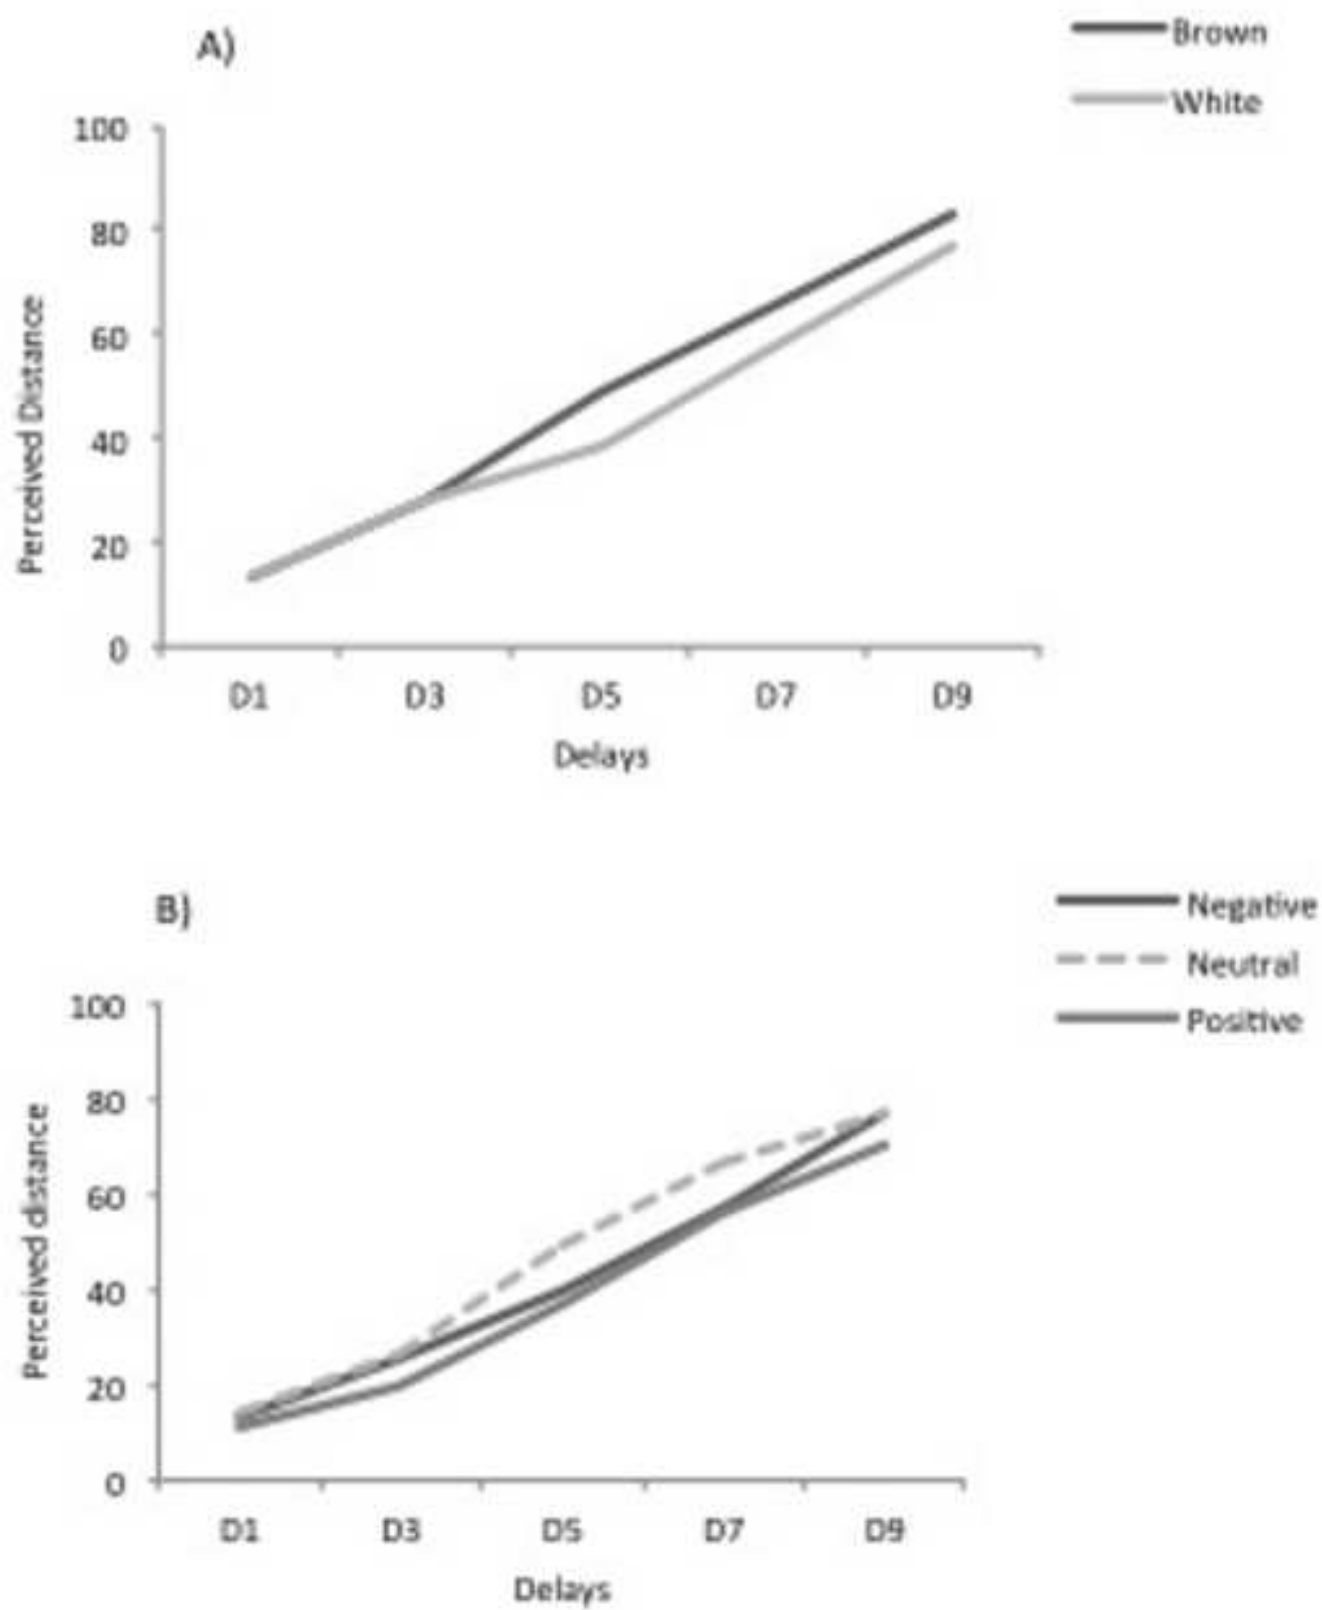 A)
Brown
White
100
80
60
40
20
0
Perceived Distance
D1 D3 D5 D7 D9
Delays
B)
Negative
Neutral
Positive
100
80
60
40
20
0
Perceived distance
D1 D3 D5 D7 D9
Delays